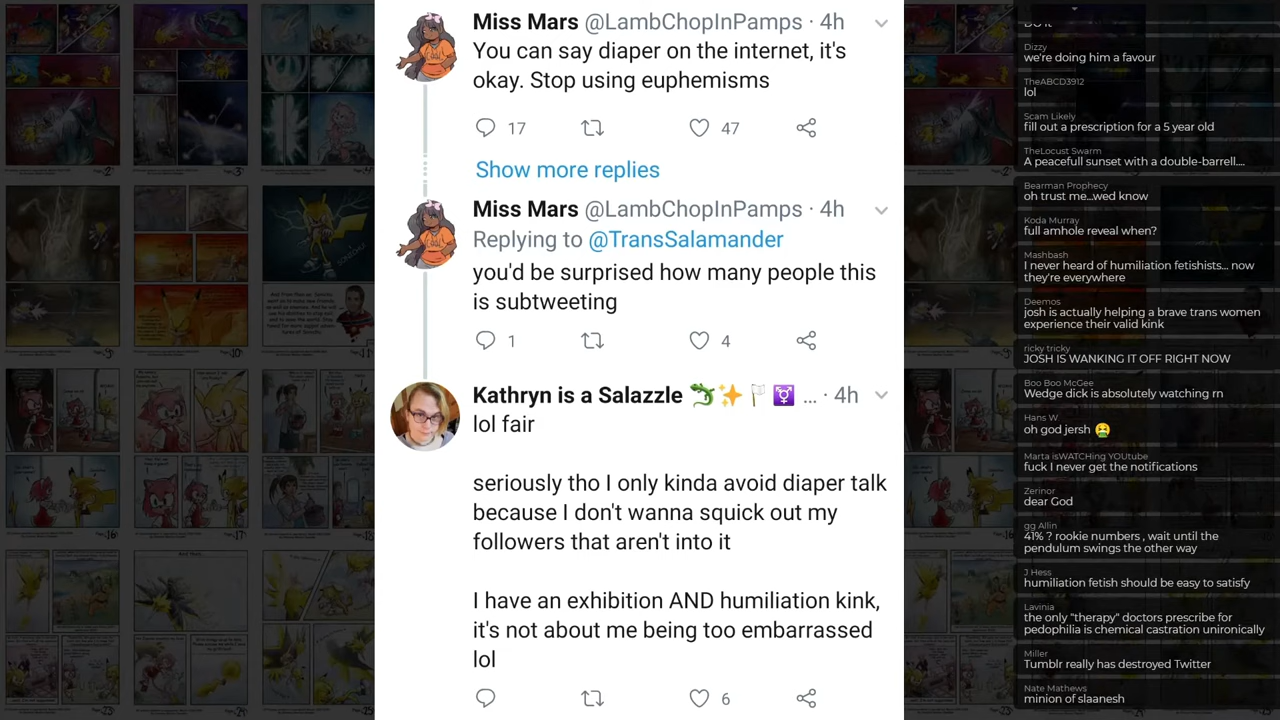 Miss Mars @LambChopInPamps · 4h
You can say diaper on the internet, it's
okay. Stop using euphemisms
17
47
Show more replies
Miss Mars @LambChopInPamps · 4h
Replying to @TransSalamander
you'd be surprised how many people this
is subtweeting
1
4
Kathryn is a Salazzle 🦎✨🏳⚧ ... · 4h
lol fair
seriously tho I only kinda avoid diaper talk
because I don't wanna squick out my
followers that aren't into it
I have an exhibition AND humiliation kink,
it's not about me being too embarrassed
lol
6
Dizzy
we're doing him a favour
TheABCD3912
lol
Scam Likely
fill out a prescription for a 5 year old
TheLocust Swarm
A peacefull sunset with a double-barrell....
Bearman Prophecy
oh trust me...wed know
Koda Murray
full amhole reveal when?
Mashbash
I never heard of humiliation fetishists... now
they're everywhere
Deemos
josh is actually helping a brave trans women
experience their valid kink
ricky tricky
JOSH IS WANKING IT OFF RIGHT NOW
Boo Boo McGee
Wedge dick is absolutely watching rn
Hans W.
oh god jersh 🤮
Marta isWATCHing YOUtube
fuck I never get the notifications
Zerinor
dear God
gg Allin
41% ? rookie numbers , wait until the
pendulum swings the other way
J Hess
humiliation fetish should be easy to satisfy
Lavinia
the only "therapy" doctors prescribe for
pedophilia is chemical castration unironically
Miller
Tumblr really has destroyed Twitter
Nate Mathews
minion of slaanesh